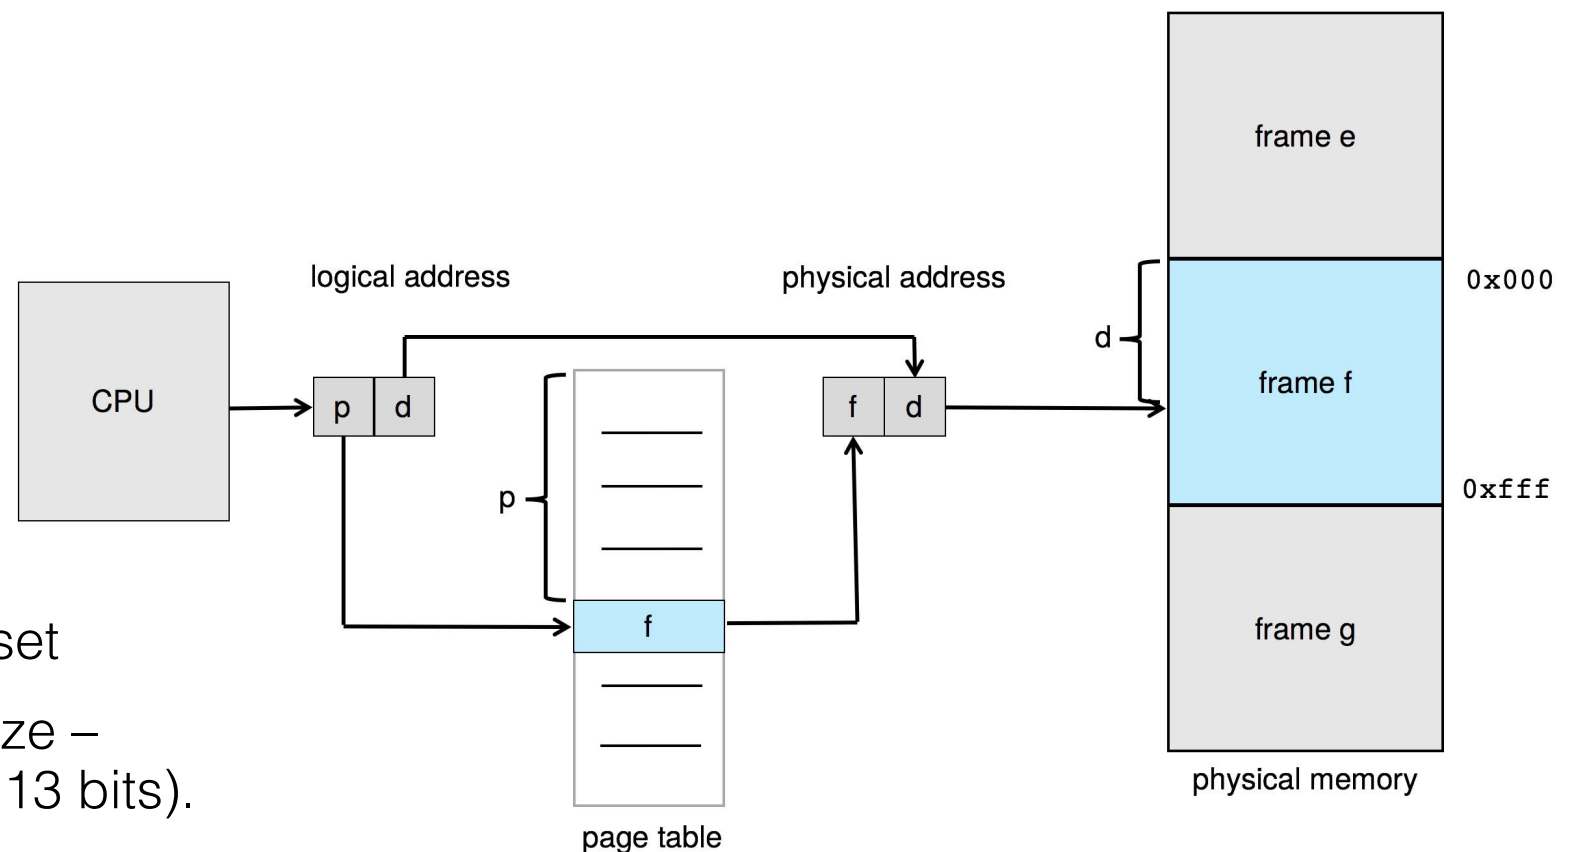 frame e
logical address
physical address
0x000
d
CPU
p d
f d
frame f
p
0xfff
f
frame g
set
ze –
13 bits).
physical memory
page table